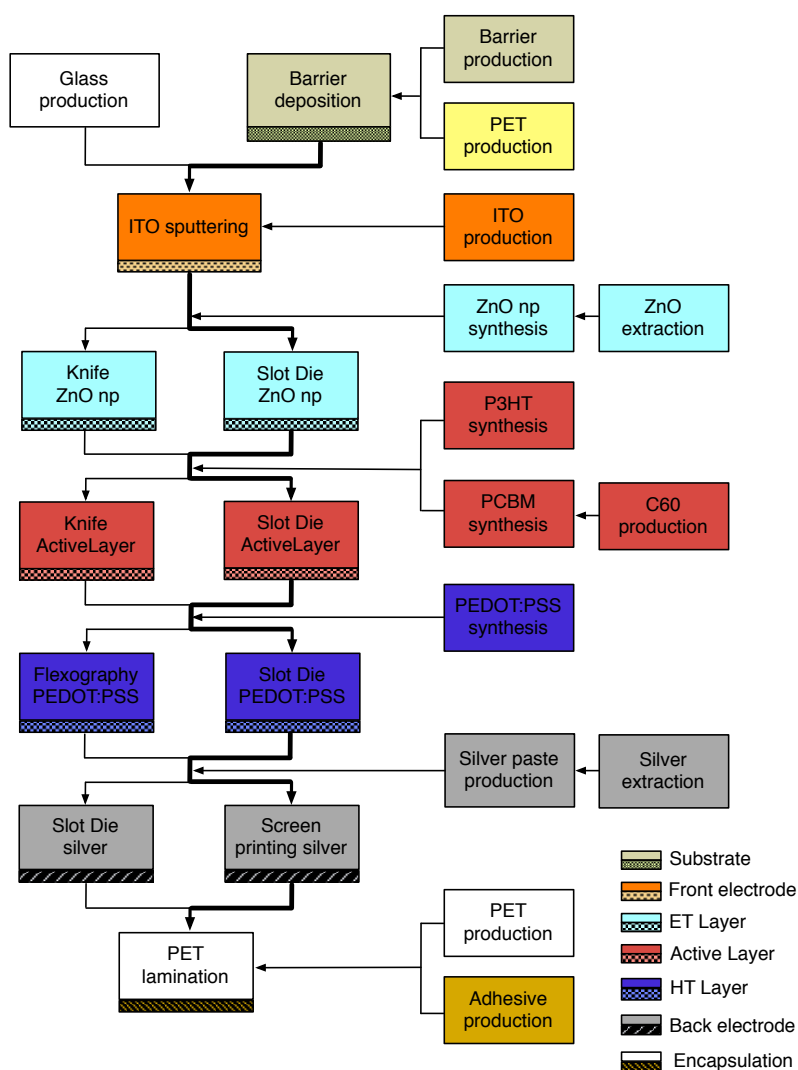 Glass
production
Barrier
deposition
Barrier
production
PET
production
ITO sputtering
ITO
production
ZnO np
synthesis
ZnO
extraction
Knife
ZnO np
Slot Die
ZnO np
P3HT
synthesis
PCBM
synthesis
C60
production
Knife
ActiveLayer
Slot Die
ActiveLayer
PEDOT:PSS
synthesis
Flexography
PEDOT:PSS
Slot Die
PEDOT:PSS
Silver paste
production
Silver
extraction
Slot Die
silver
Screen
printing silver
PET
lamination
PET
production
Adhesive
production
Substrate
Front electrode
ET Layer
Active Layer
HT Layer
Back electrode
Encapsulation